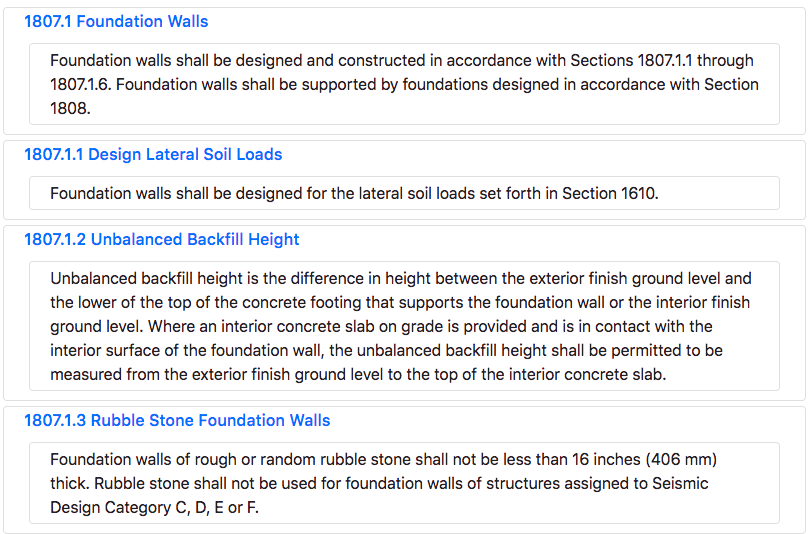 1807.1 Foundation Walls
Foundation walls shall be designed and constructed in accordance with Sections 1807.1.1 through
1807.1.6. Foundation walls shall be supported by foundations designed in accordance with Section
1808.
1807.1.1 Design Lateral Soil Loads
Foundation walls shall be designed for the lateral soil loads set forth in Section 1610.
1807.1.2 Unbalanced Backfill Height
Unbalanced backfill height is the difference in height between the exterior finish ground level and
the lower of the top of the concrete footing that supports the foundation wall or the interior finish
ground level. Where an interior concrete slab on grade is provided and is in contact with the
interior surface of the foundation wall, the unbalanced backfill height shall be permitted to be
measured from the exterior finish ground level to the top of the interior concrete slab.
1807.1.3 Rubble Stone Foundation Walls
Foundation walls of rough or random rubble stone shall not be less than 16 inches (406 mm)
thick. Rubble stone shall not be used for foundation walls of structures assigned to Seismic
Design Category C, D, E or F.